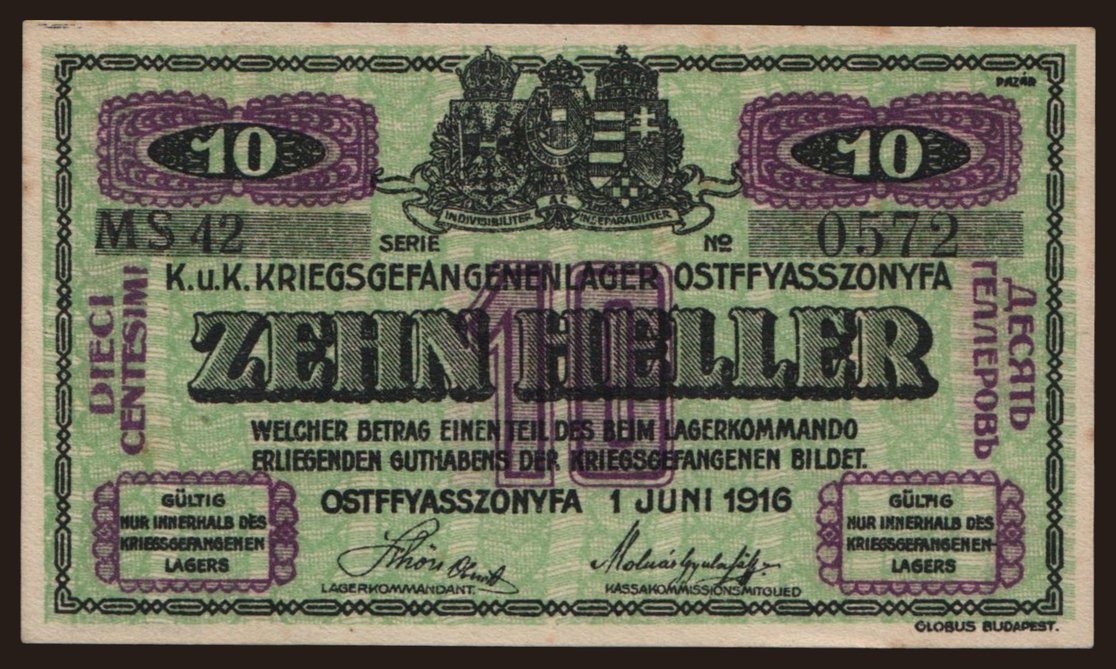 PAZÁR
10
10
INDIVISIBILITER AC INSEPARABILITER
MS 42
SERIE
No
0572
K.u.K. KRIEGSGEFANGENENLAGER OSTFFYASSZONYFA
DIECI
CENTESIMI
ДЕСЯТЬ
ГЕЛЛЕРОВЪ
10
ZEHN HELLER
WELCHER BETRAG EINEN TEIL DES BEIM LAGERKOMMANDO
ERLIEGENDEN GUTHABENS DER KRIEGSGEFANGENEN BILDET.
OSTFFYASSZONYFA 1 JUNI 1916
GÜLTIG
NUR INNERHALB DES
KRIEGSGEFANGENEN
LAGERS
GÜLTIG
NUR INNERHALB DES
KRIEGSGEFANGENEN-
LAGERS
LAGERKOMMANDANT.
KASSAKOMMISSIONSMITGLIED
GLOBUS BUDAPEST.